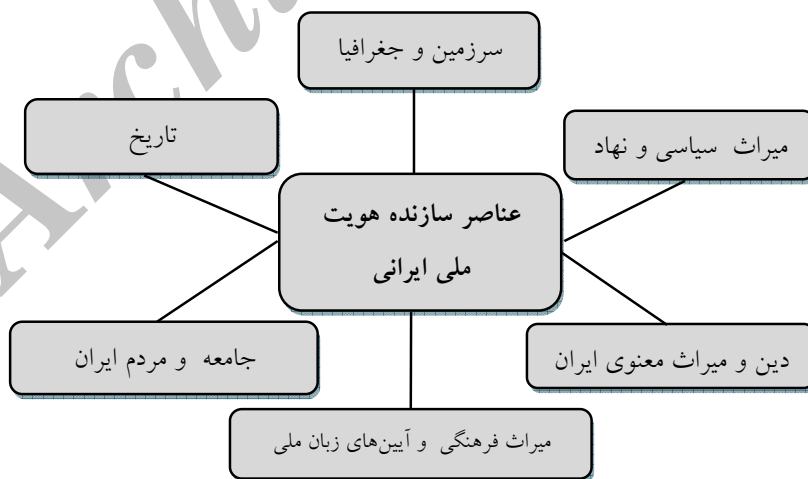 سرزمین و جغرافیا
میراث سیاسی و نهاد
تاریخ
عناصر سازنده هویت
ملی ایرانی
دین و میراث معنوی ایران
جامعه و مردم ایران
میراث فرهنگی و آیین‌های زبان ملی